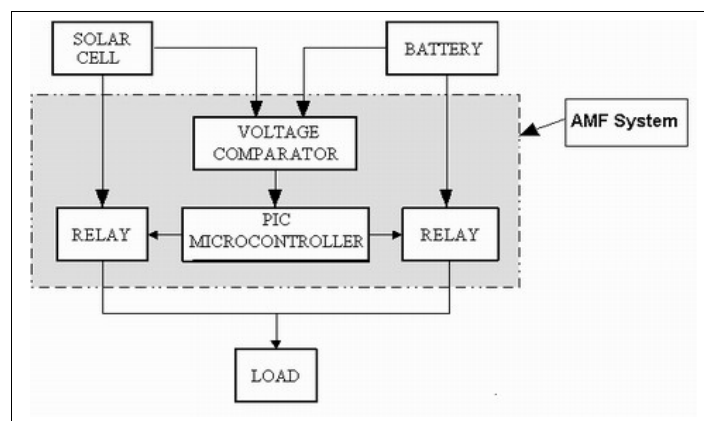 SOLAR
CELL
BATTERY
VOLTAGE
COMPARATOR
AMF System
RELAY
PIC
MICROCONTROLLER
RELAY
LOAD